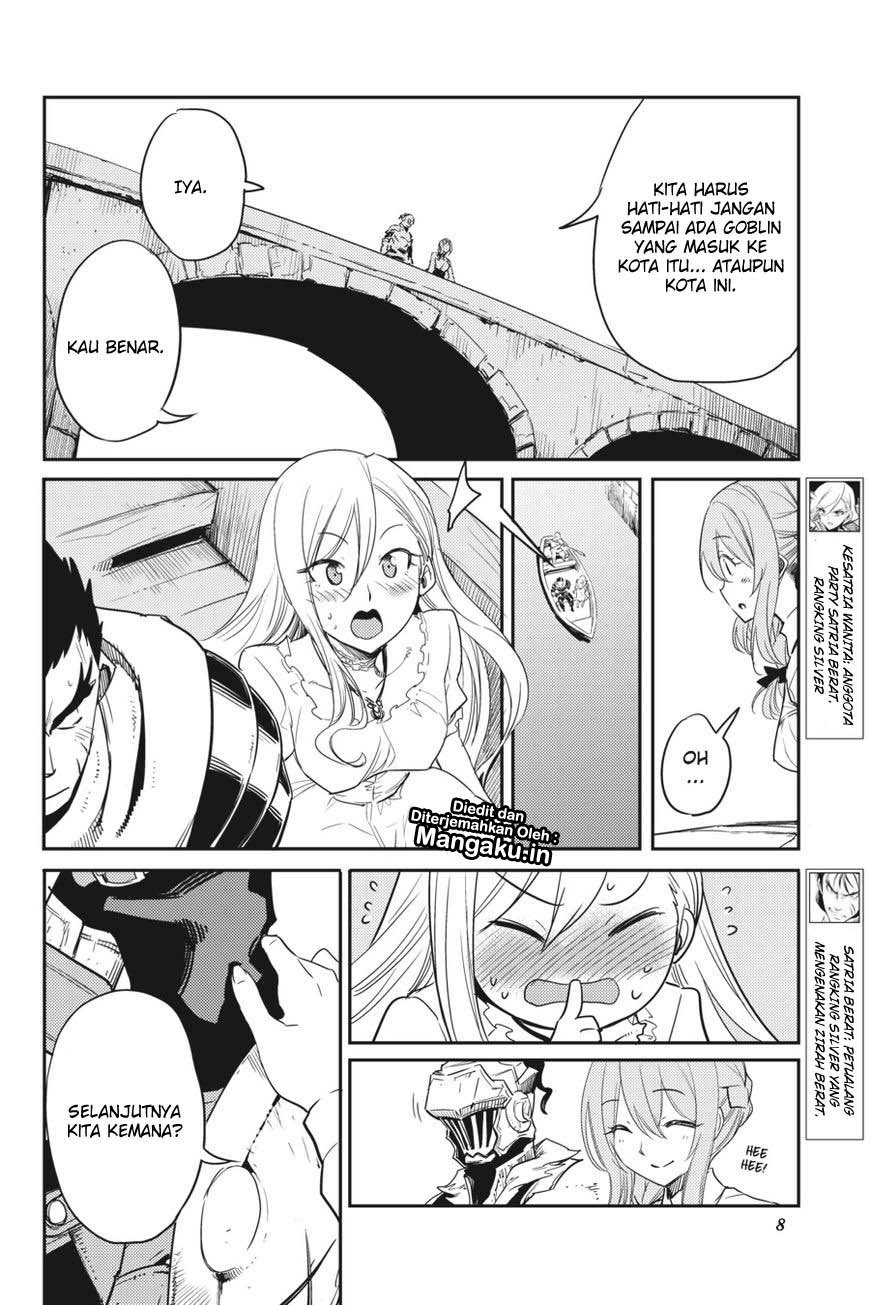 KITA HARUS
HATI-HATI JANGAN
SAMPAI ADA GOBLIN
YANG MASUK KE
KOTA ITU... ATAUPUN
KOTA INI.
IYA.
KAU BENAR.
OH
...
KESATRIA WANITA: ANGGOTA
PARTY SATRIA BERAT.
RANGKING SILVER
Diedit dan
Diterjemahkan Oleh :
Mangaku.in
SATRIA BERAT: PETUALANG
RANGKING SILVER YANG
MENGENAKAN ZIRAH BERAT.
HEE
HEE!
SELANJUTNYA
KITA KEMANA?
8